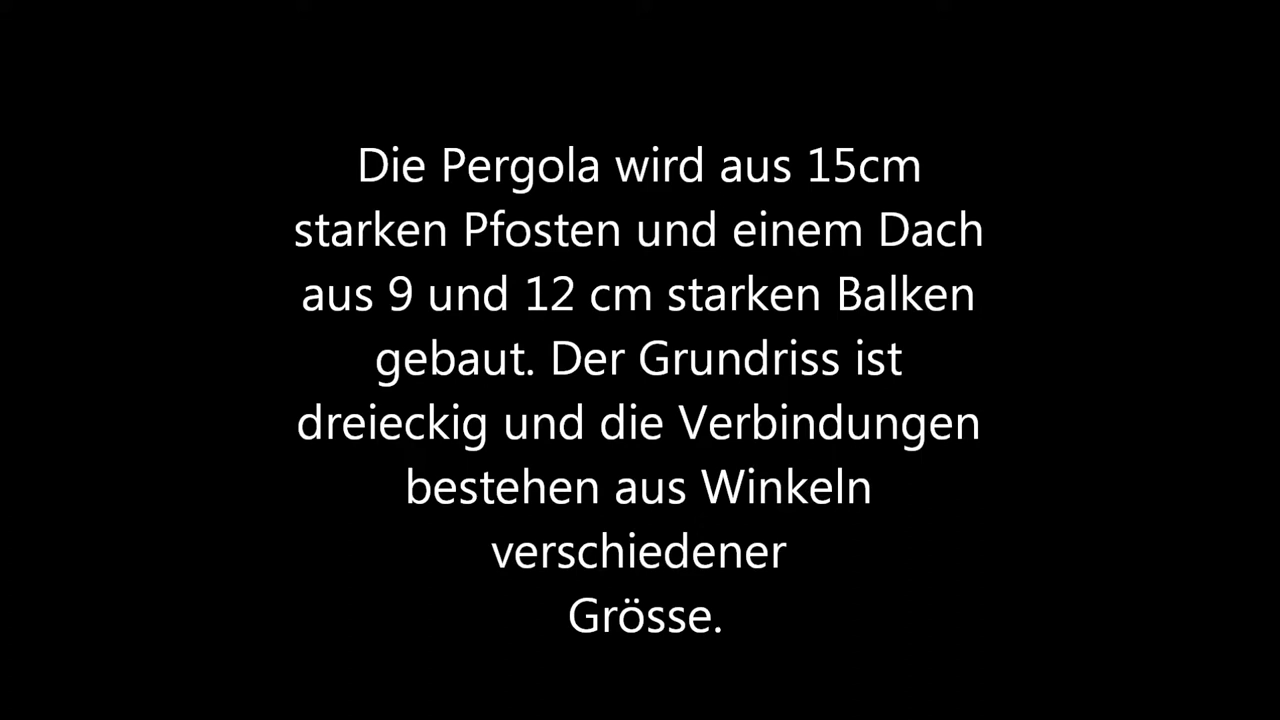 Die Pergola wird aus 15cm
starken Pfosten und einem Dach
aus 9 und 12 cm starken Balken
gebaut. Der Grundriss ist
dreieckig und die Verbindungen
bestehen aus Winkeln
verschiedener
Grösse.